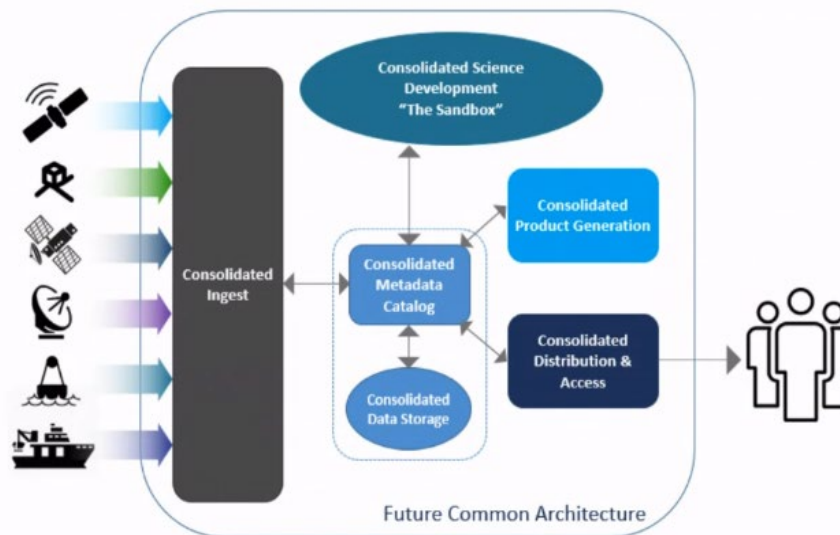 Consolidated Science
Development
"The Sandbox"
Consolidated
Product Generation
Consolidated
Ingest
Consolidated
Metadata
Catalog
Consolidated
Distribution &
Access
Consolidated
Data Storage
Future Common Architecture